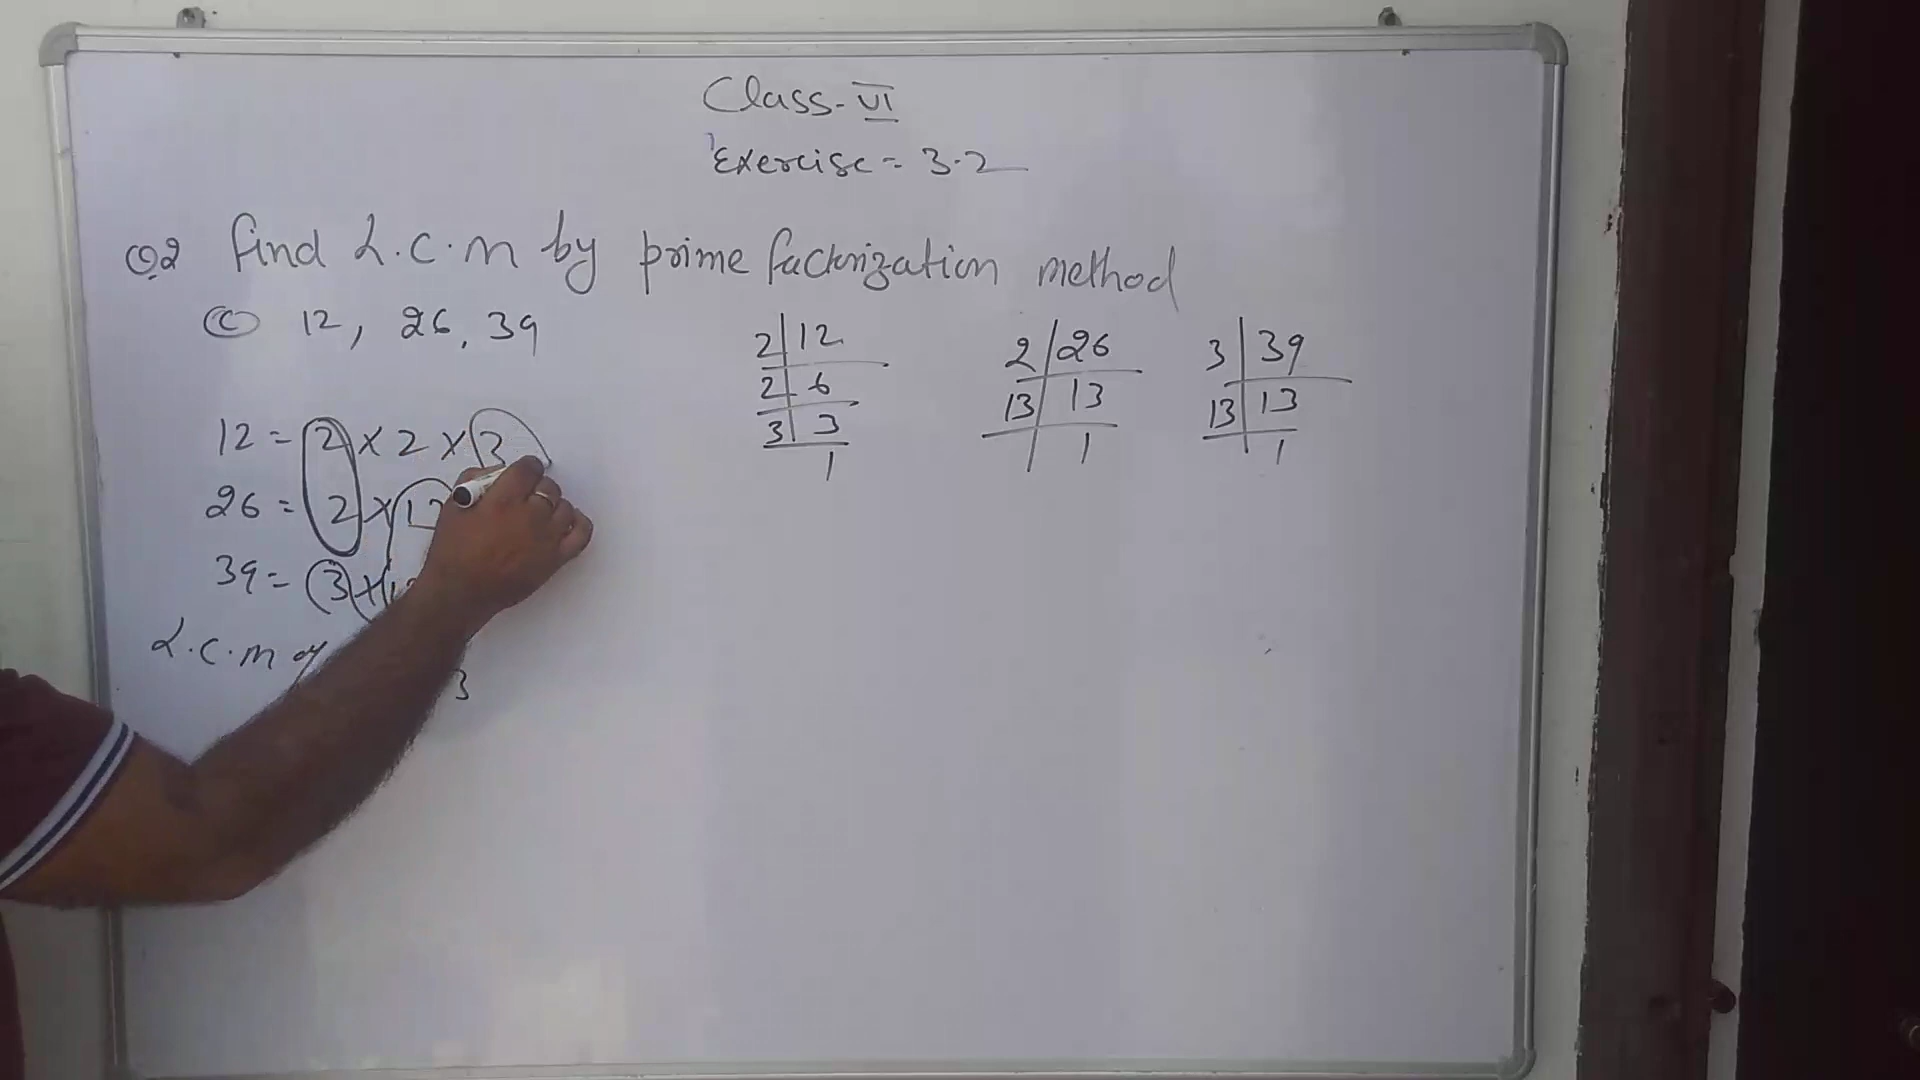 Class-VI
Exercise = 3.2
Q2 Find L.C.M by prime factorization method
(C) 12, 26, 39
12 = 2 × 2 × 3
26 = 2 × 13
39 = 3 ×
L.C.M of
3
2 | 12
2 | 6
3 | 3
1
2 | 26
13 | 13
1
3 | 39
13 | 13
1